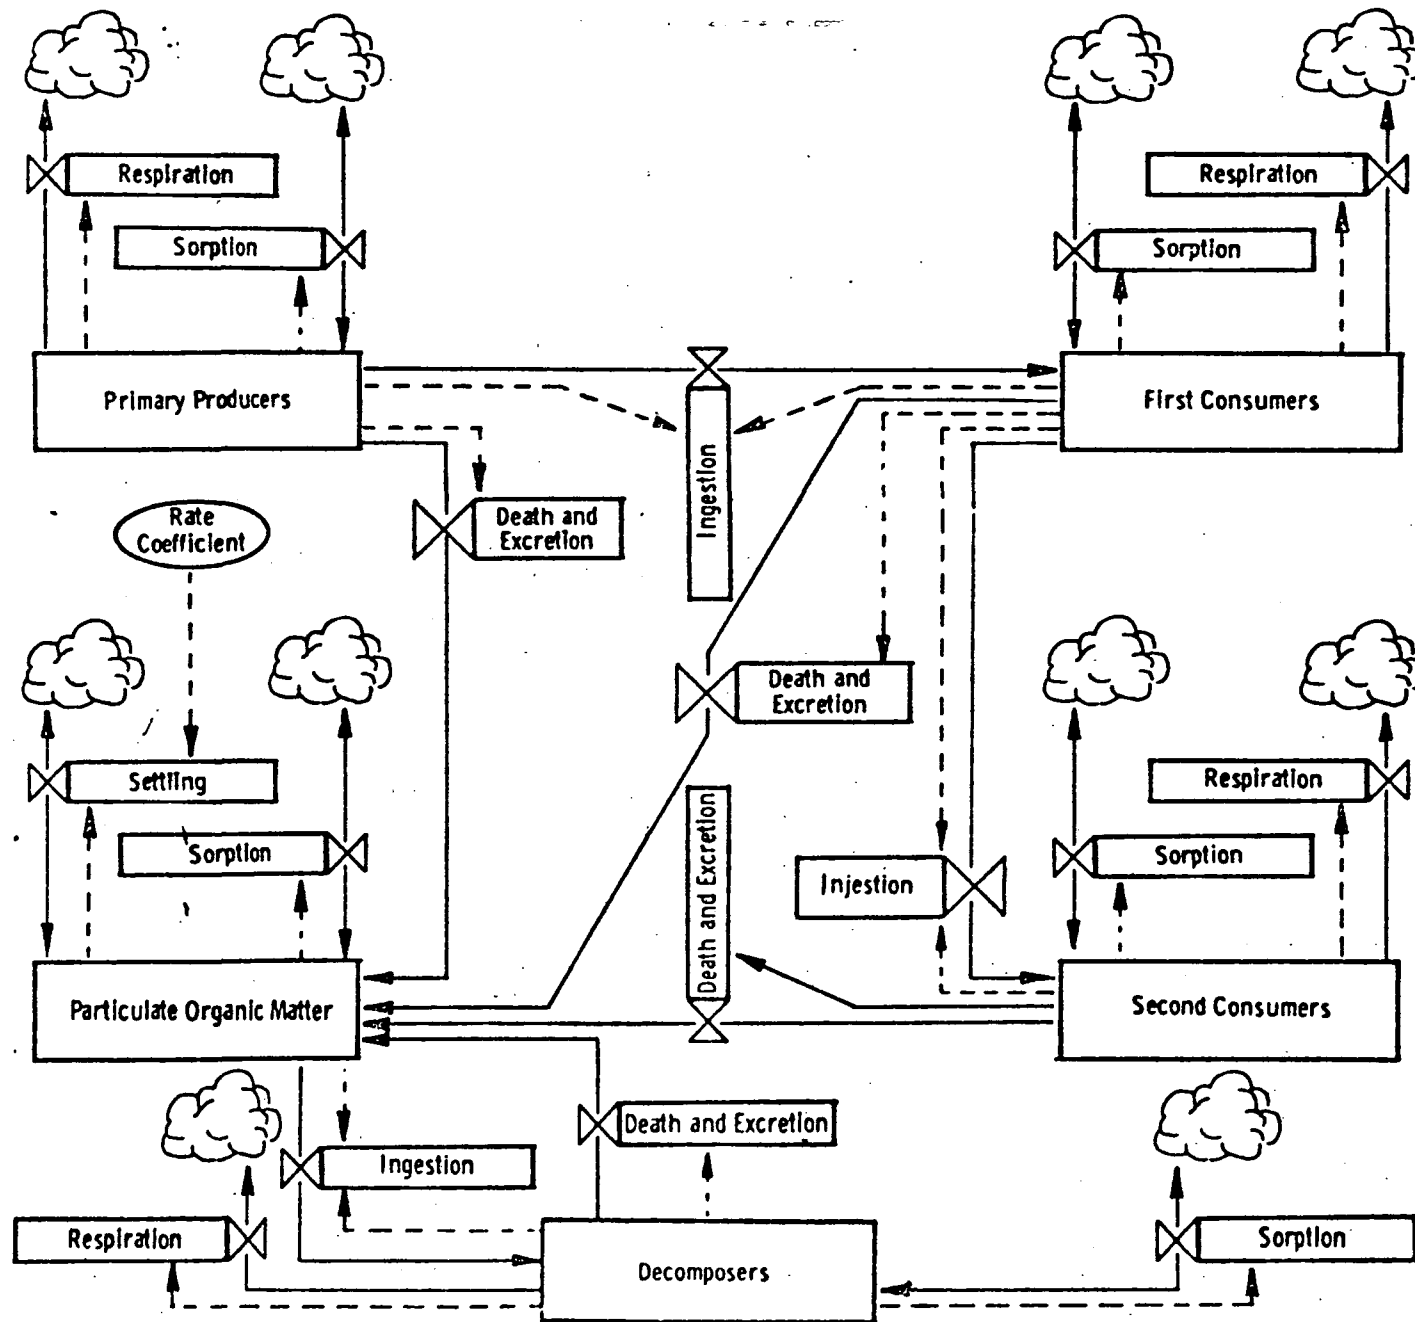 Respiration
Respiration
Sorption
Sorption
Primary Producers
First Consumers
Ingestion
Rate
Coefficient
Death and
Excretion
Death and
Excretion
Settling
Respiration
Sorption
Sorption
Death and Excretion
Injestion
Particulate Organic Matter
Second Consumers
Death and Excretion
Ingestion
Respiration
Sorption
Decomposers